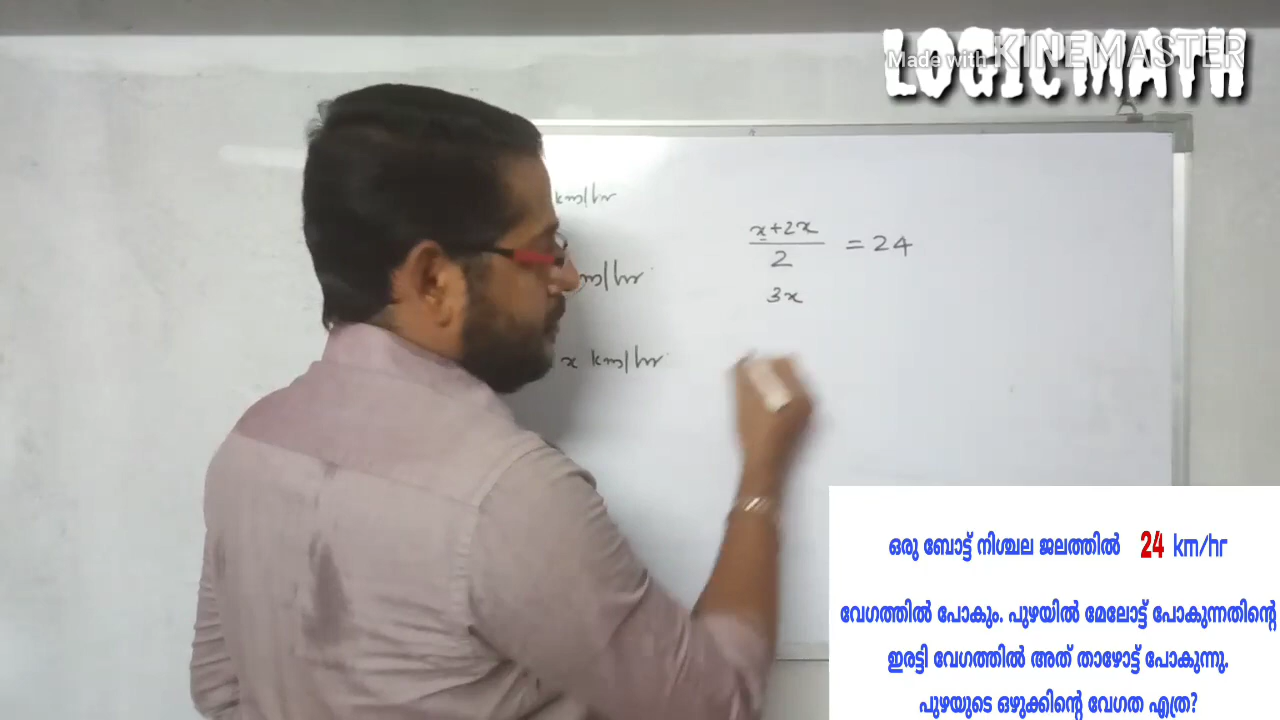 LOGICMATH
Made with KINEMASTER
km/hr
x+2x
2
= 24
m/hr
3x
x km/hr
ഒരു ബോട്ട് നിശ്ചല ജലത്തിൽ 24 km/hr
വേഗത്തിൽ പോകും. പുഴയിൽ മേലോട്ട് പോകുന്നതിന്റെ
ഇരട്ടി വേഗത്തിൽ അത് താഴോട്ട് പോകുന്നു.
പുഴയുടെ ഒഴുക്കിന്റെ വേഗത എത്ര?